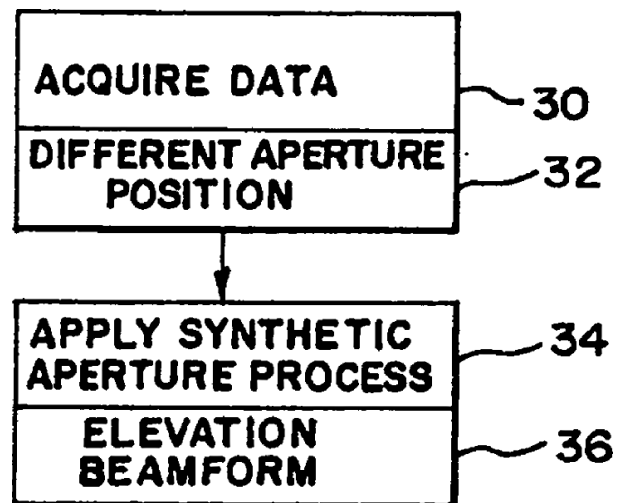 ACQUIRE DATA
30
DIFFERENT APERTURE
POSITION
32
APPLY SYNTHETIC
APERTURE PROCESS
34
ELEVATION
BEAMFORM
36